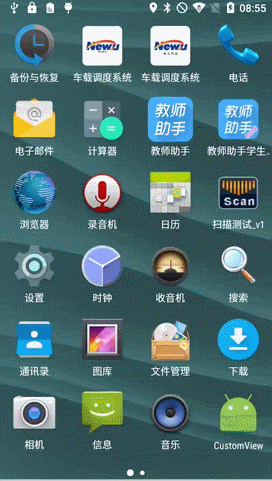 08:55
Newu
Newu
备份与恢复 车载调度系统 车载调度系统 电话
@
教师助手
教师助手
电子邮件 计算器 教师助手 教师助手学生..
Scan
浏览器 录音机 日历 扫描测试_v1
设置 时钟 收音机 搜索
通讯录 图库 文件管理 下载
相机 信息 音乐 CustomView